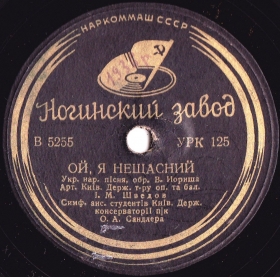 НАРКОММАШ СССР
Ногинский завод
В 5255
УРК 125
ОЙ, Я НЕЩАСНИЙ
Укр. нар. пісня, обр. В. Йориша
Арт. Київ. Держ. т-ру оп. та бал.
І. М. Шведов
Симф. анс. студентів Київ. Держ.
консерваторії п/к
О. А. Сандлера